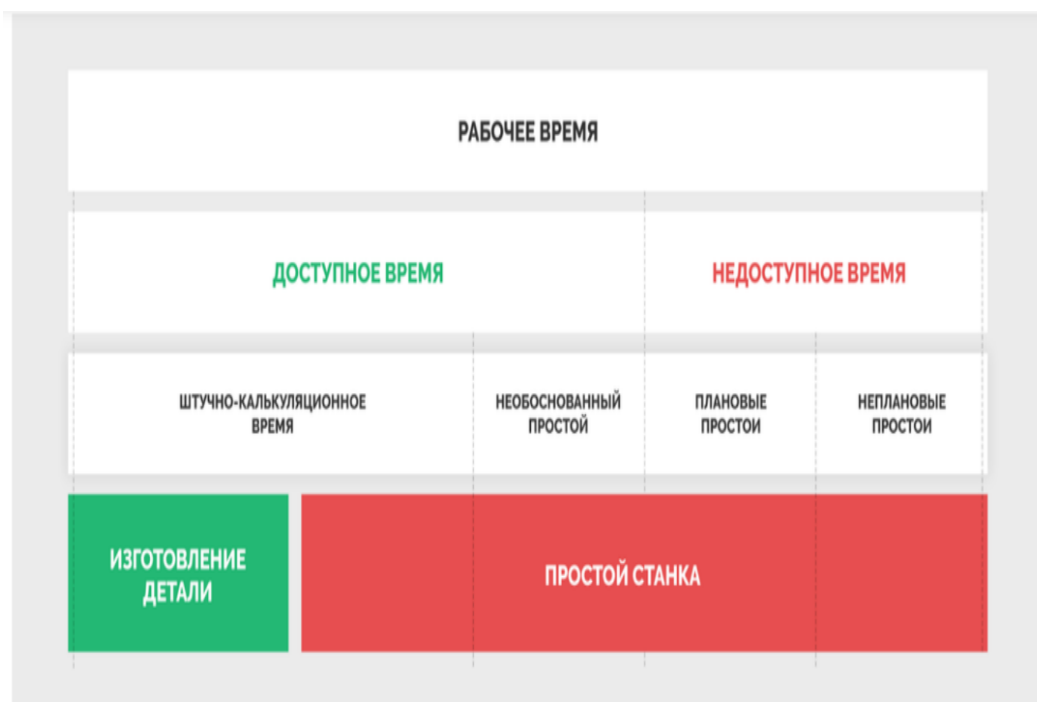 РАБОЧЕЕ ВРЕМЯ
ДОСТУПНОЕ ВРЕМЯ
НЕДОСТУПНОЕ ВРЕМЯ
ШТУЧНО-КАЛЬКУЛЯЦИОННОЕ
ВРЕМЯ
НЕОБОСНОВАННЫЙ
ПРОСТОЙ
ПЛАНОВЫЕ
ПРОСТОИ
НЕПЛАНОВЫЕ
ПРОСТОИ
ИЗГОТОВЛЕНИЕ
ДЕТАЛИ
ПРОСТОЙ СТАНКА